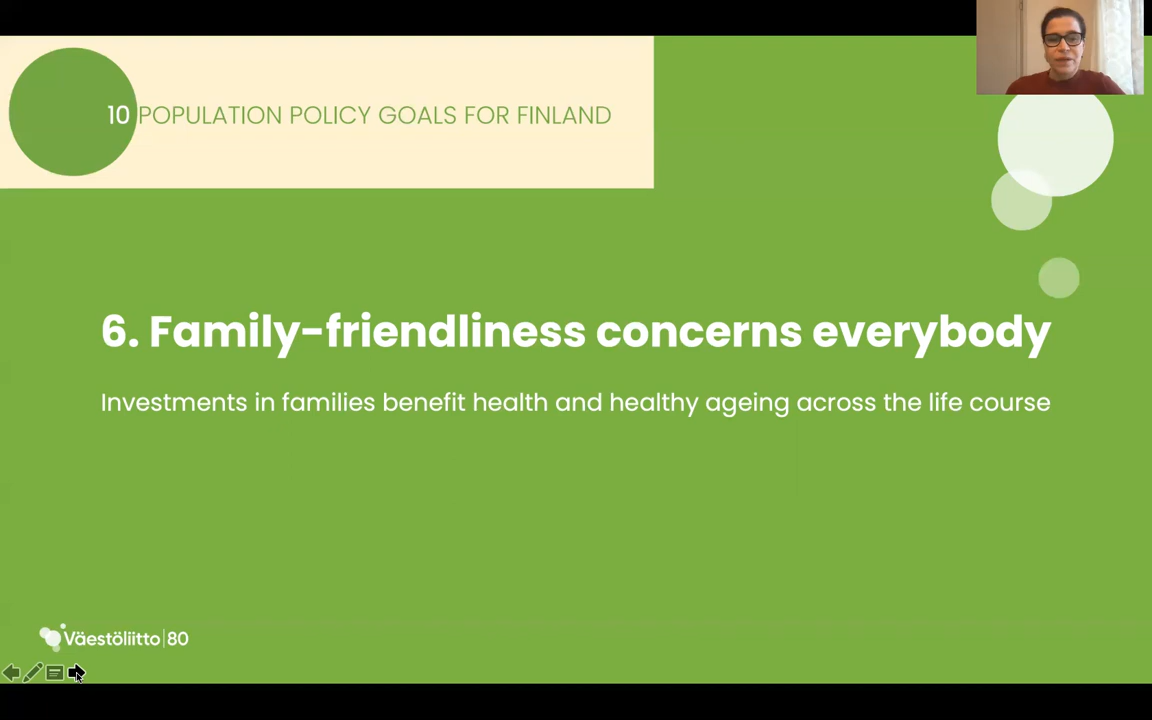 10 POPULATION POLICY GOALS FOR FINLAND
6. Family-friendliness concerns everybody
Investments in families benefit health and healthy ageing across the life course
Väestöliitto|80